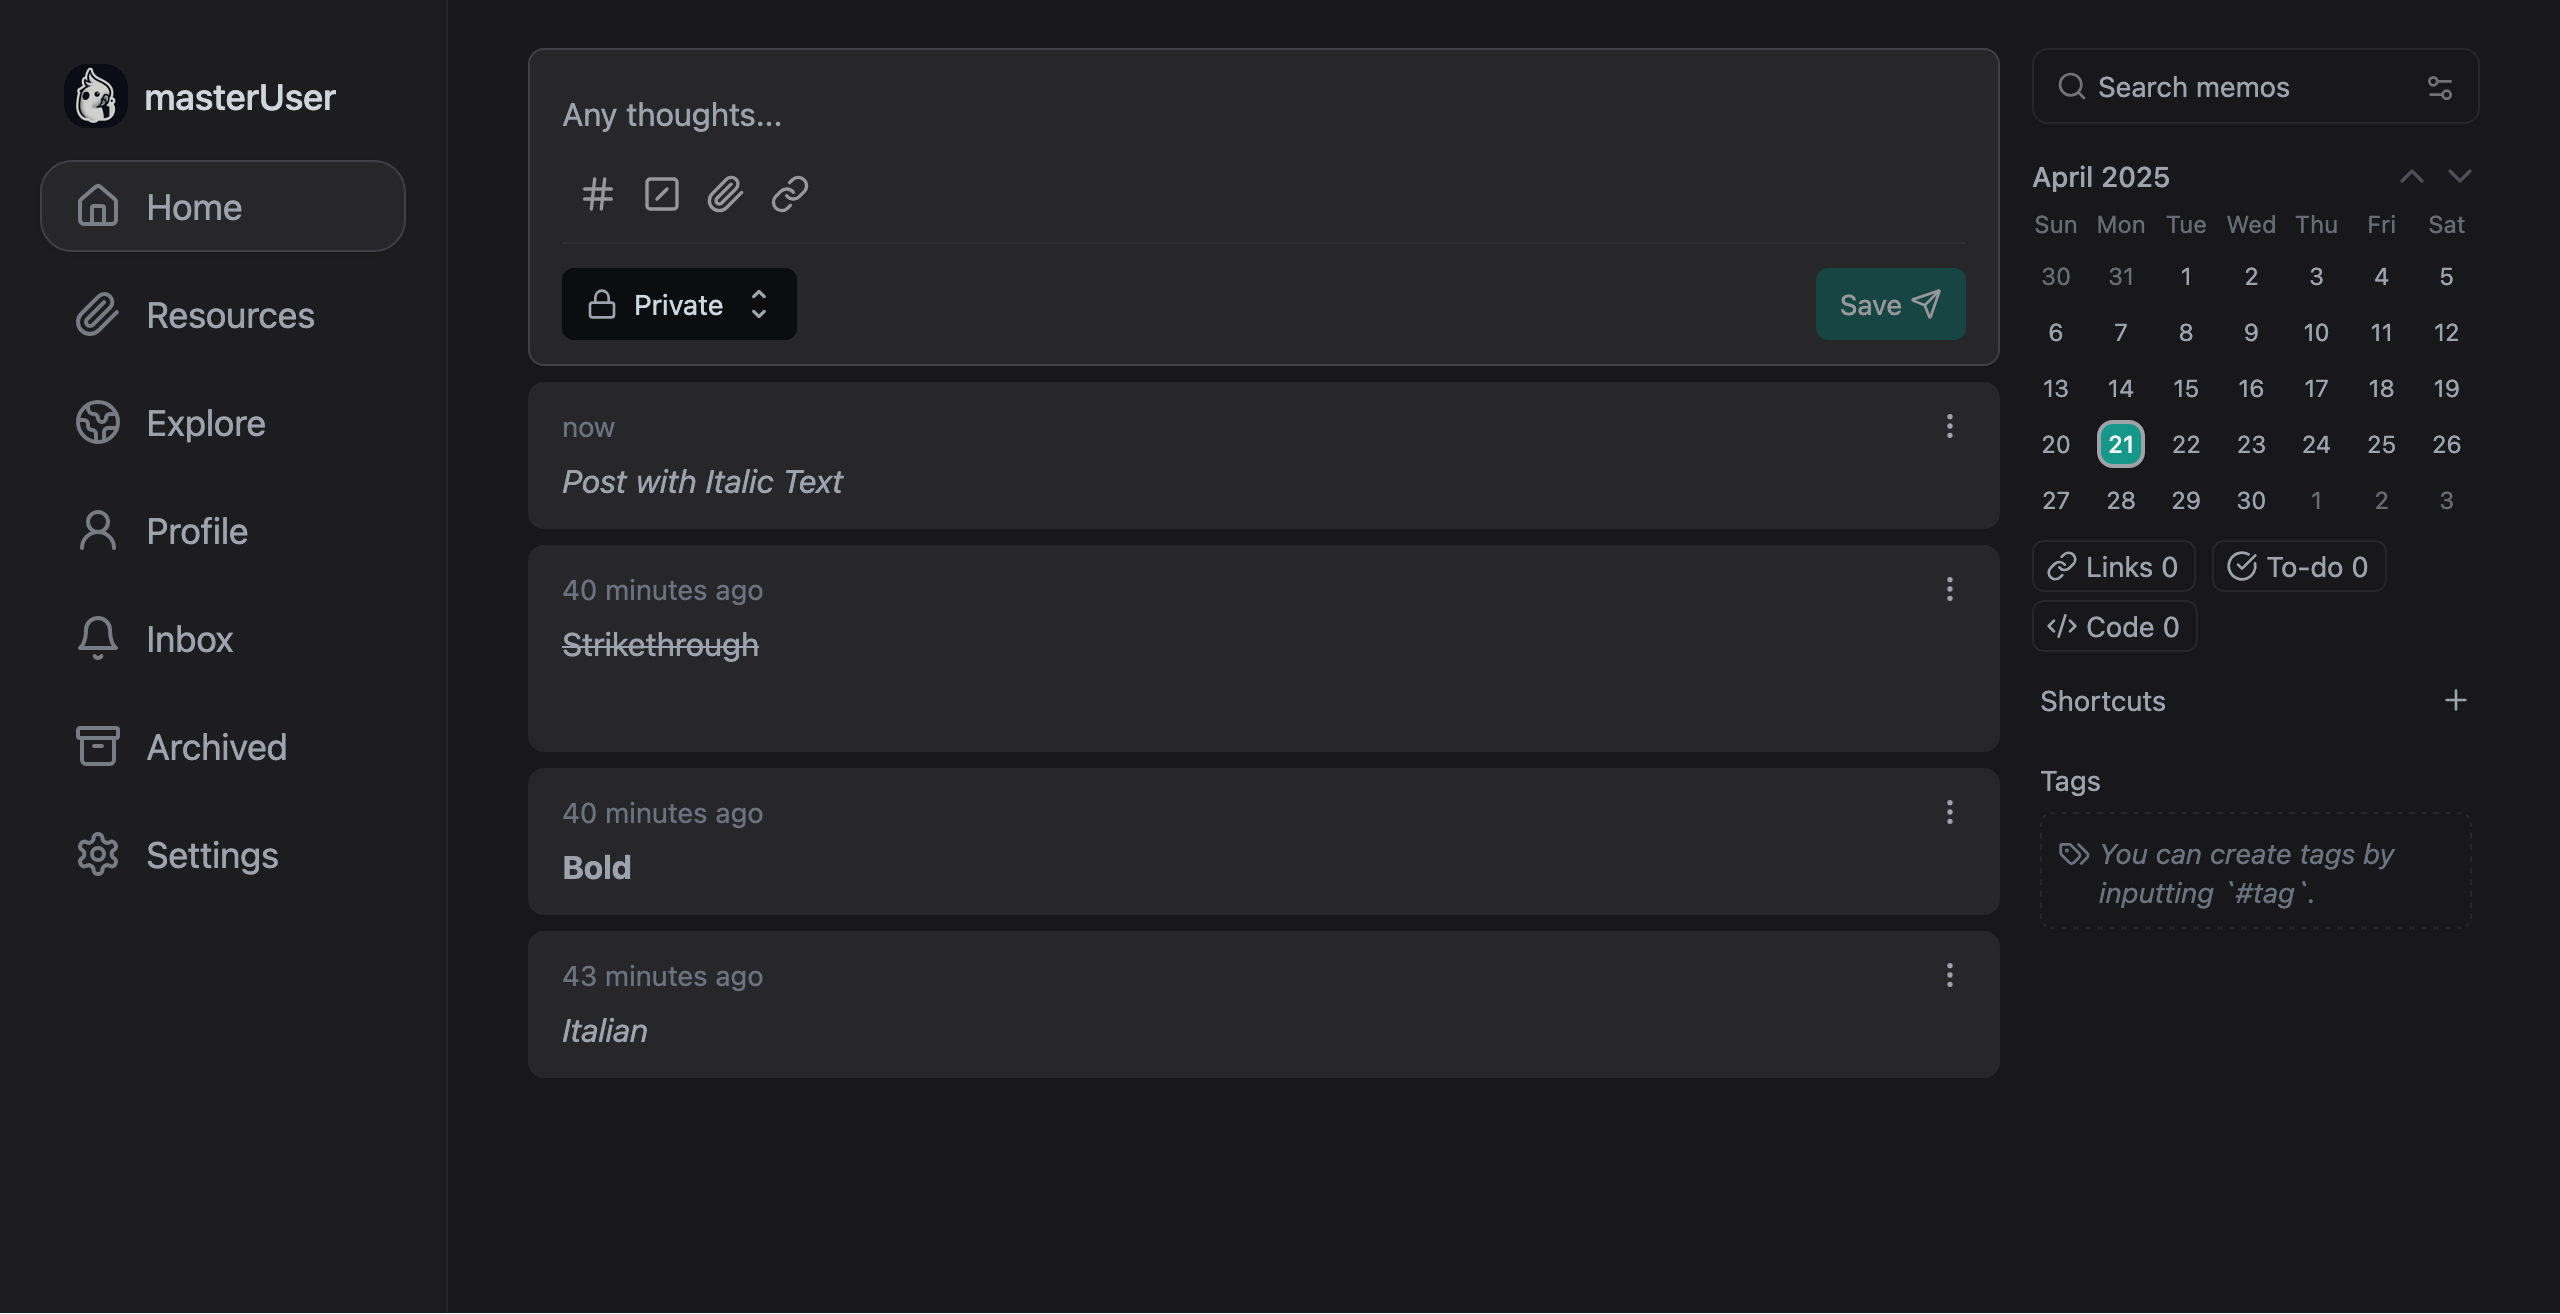 masterUser
Home
Resources
Explore
Profile
Inbox
Archived
Settings
Any thoughts...
Private
Save
now
Post with Italic Text
40 minutes ago
Strikethrough
40 minutes ago
Bold
43 minutes ago
Italian
Search memos
April 2025
Sun Mon Tue Wed Thu Fri Sat
30 31 1 2 3 4 5
6 7 8 9 10 11 12
13 14 15 16 17 18 19
20 21 22 23 24 25 26
27 28 29 30 1 2 3
Links 0 To-do 0
Code 0
Shortcuts
Tags
You can create tags by
inputting `#tag`.